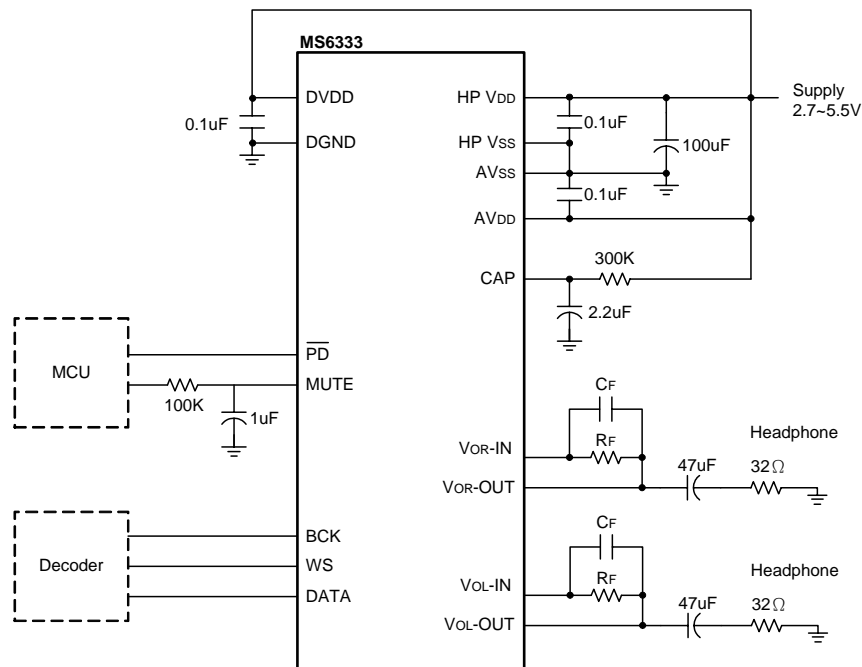 MS6333
DVDD
HP VDD
Supply
2.7~5.5V
0.1uF
0.1uF
DGND
HP VSS
100uF
AVSS
0.1uF
AVDD
300K
CAP
2.2uF
MCU
PD
MUTE
100K
1uF
CF
VOR-IN
RF
Headphone
VOR-OUT
47uF
32Ω
CF
Decoder
BCK
WS
DATA
VOL-IN
RF
Headphone
VOL-OUT
47uF
32Ω